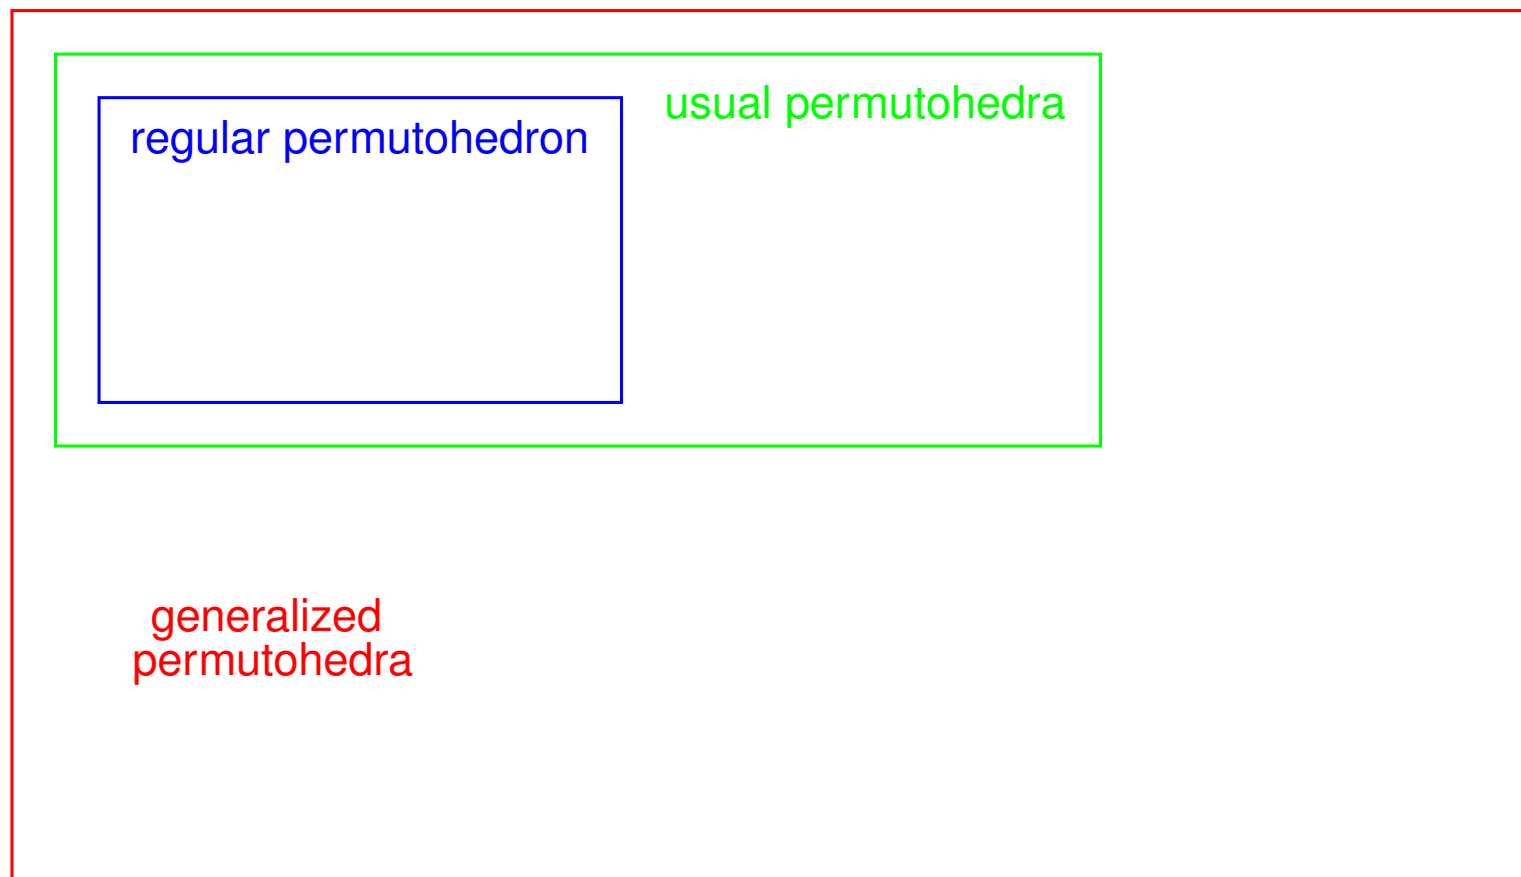 usual permutohedra
regular permutohedron
generalized
permutohedra